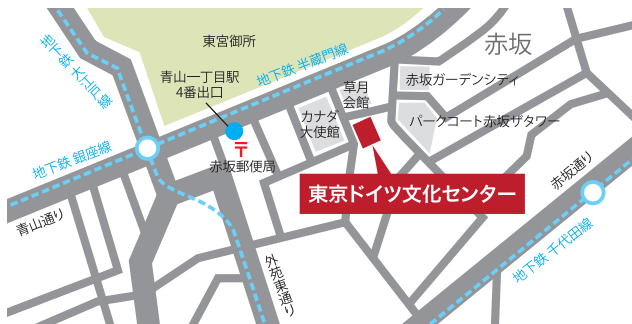 東宮御所
赤坂
地下鉄 大江戸線
地下鉄 半蔵門線
青山一丁目駅
4番出口
草月
会館
赤坂ガーデンシティ
カナダ
大使館
パークコート赤坂ザタワー
地下鉄 銀座線
赤坂郵便局
赤坂通り
東京ドイツ文化センター
青山通り
地下鉄 千代田線
外苑東通り